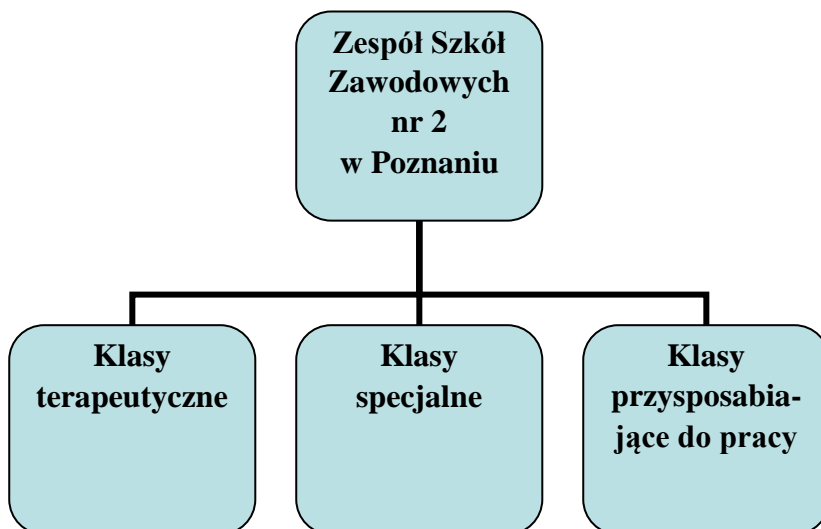 Zespół Szkół
Zawodowych
nr 2
w Poznaniu
Klasy
terapeutyczne
Klasy
specjalne
Klasy
przysposabia-
jące do pracy